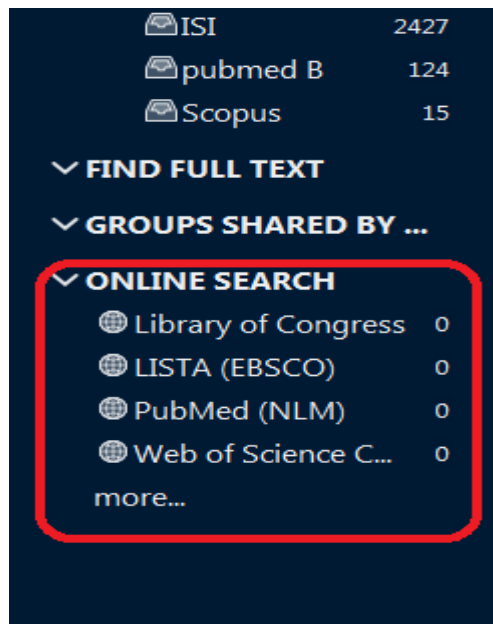 ISI 2427
pubmed B 124
Scopus 15
FIND FULL TEXT
GROUPS SHARED BY ...
ONLINE SEARCH
Library of Congress 0
LISTA (EBSCO) 0
PubMed (NLM) 0
Web of Science C... 0
more...